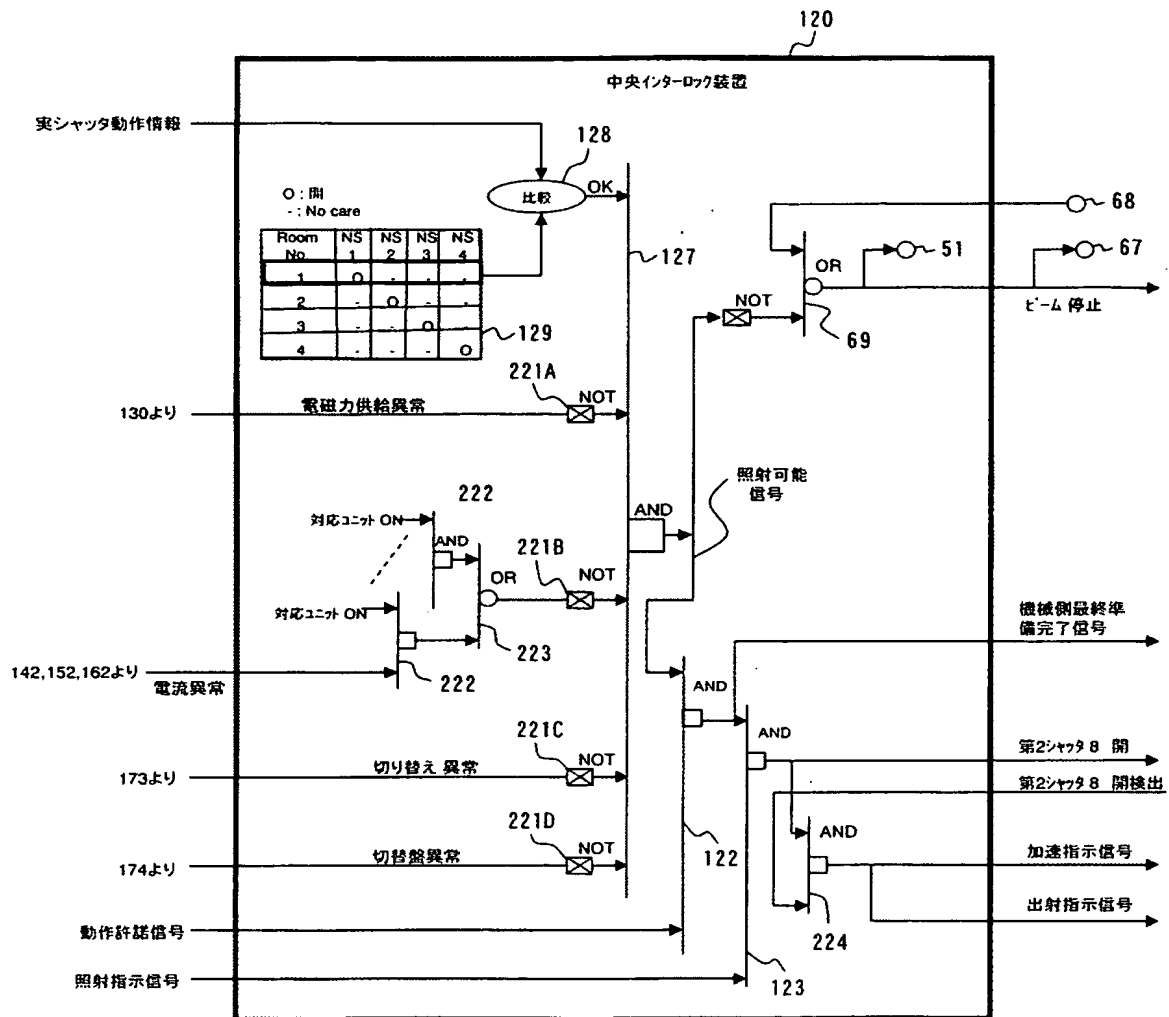 120
中央インターロック装置
実シャッタ動作情報
128
比較
OK
O : 開
- : No care
Room No. NS 1 NS 2 NS 3 NS 4
1 O - - -
2 - O - -
3 - - O -
4 - - - O
129
127
68
51
67
OR
NOT
69
ビーム 停止
221A
NOT
130より
電磁力供給異常
照射可能
信号
222
対応ユニット ON
AND
AND
221B
NOT
OR
対応ユニット ON
223
機械側最終準
備完了信号
142,152,162より
電流異常
222
AND
AND
221C
NOT
173より
切り替え 異常
第2シャッタ 8 開
第2シャッタ 8 開検出
221D
NOT
122
AND
174より
切替盤異常
加速指示信号
224
出射指示信号
動作許諾信号
123
照射指示信号